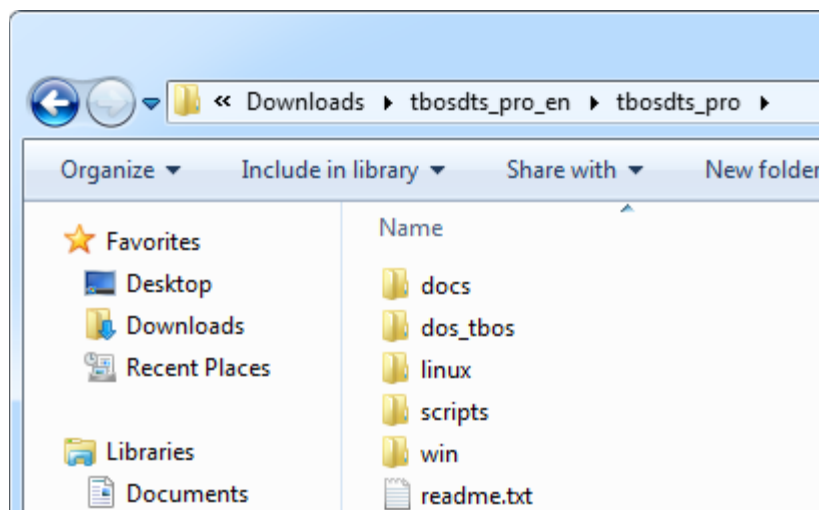 « Downloads ▸ tbosdts_pro_en ▸ tbosdts_pro ▸
Organize ▾ Include in library ▾ Share with ▾ New folder
Favorites
Desktop
Downloads
Recent Places
Libraries
Documents
Name
docs
dos_tbos
linux
scripts
win
readme.txt